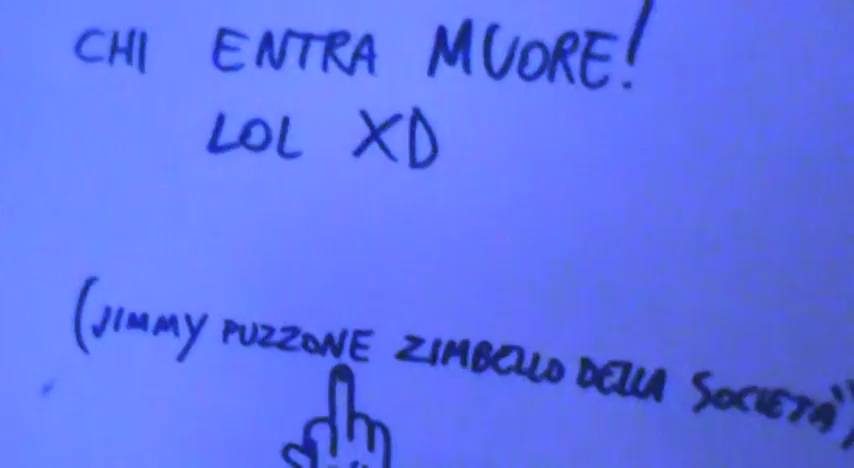 CHI ENTRA MUORE!
LOL XD
(JIMMY PUZZONE ZIMBELLO DELLA SOCIETÀ)